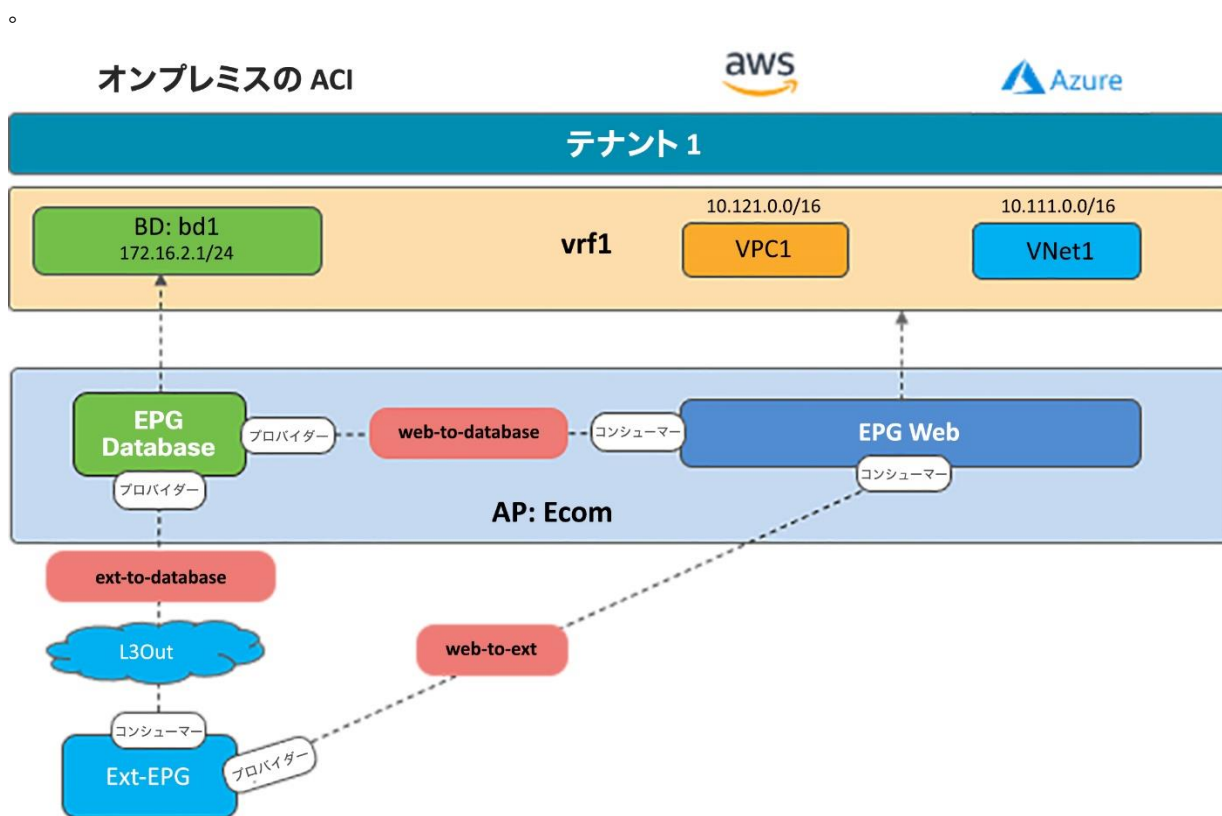 。
オンプレミスの ACI
aws
Azure
テナント 1
BD: bd1
172.16.2.1/24
vrf1
10.121.0.0/16
VPC1
10.111.0.0/16
VNet1
EPG
Database
プロバイダー
web-to-database
コンシューマー
EPG Web
プロバイダー
コンシューマー
AP: Ecom
ext-to-database
L3Out
web-to-ext
コンシューマー
Ext-EPG
プロバイダー